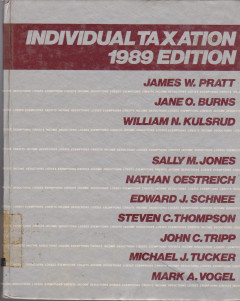 INDIVIDUAL TAXATION
1989 EDITION
JAMES W. PRATT
JANE O. BURNS
WILLIAM N. KULSRUD
SALLY M. JONES
NATHAN OESTREICH
EDWARD J. SCHNEE
STEVEN C. THOMPSON
JOHN C. TRIPP
MICHAEL J. TUCKER
MARK A. VOGEL